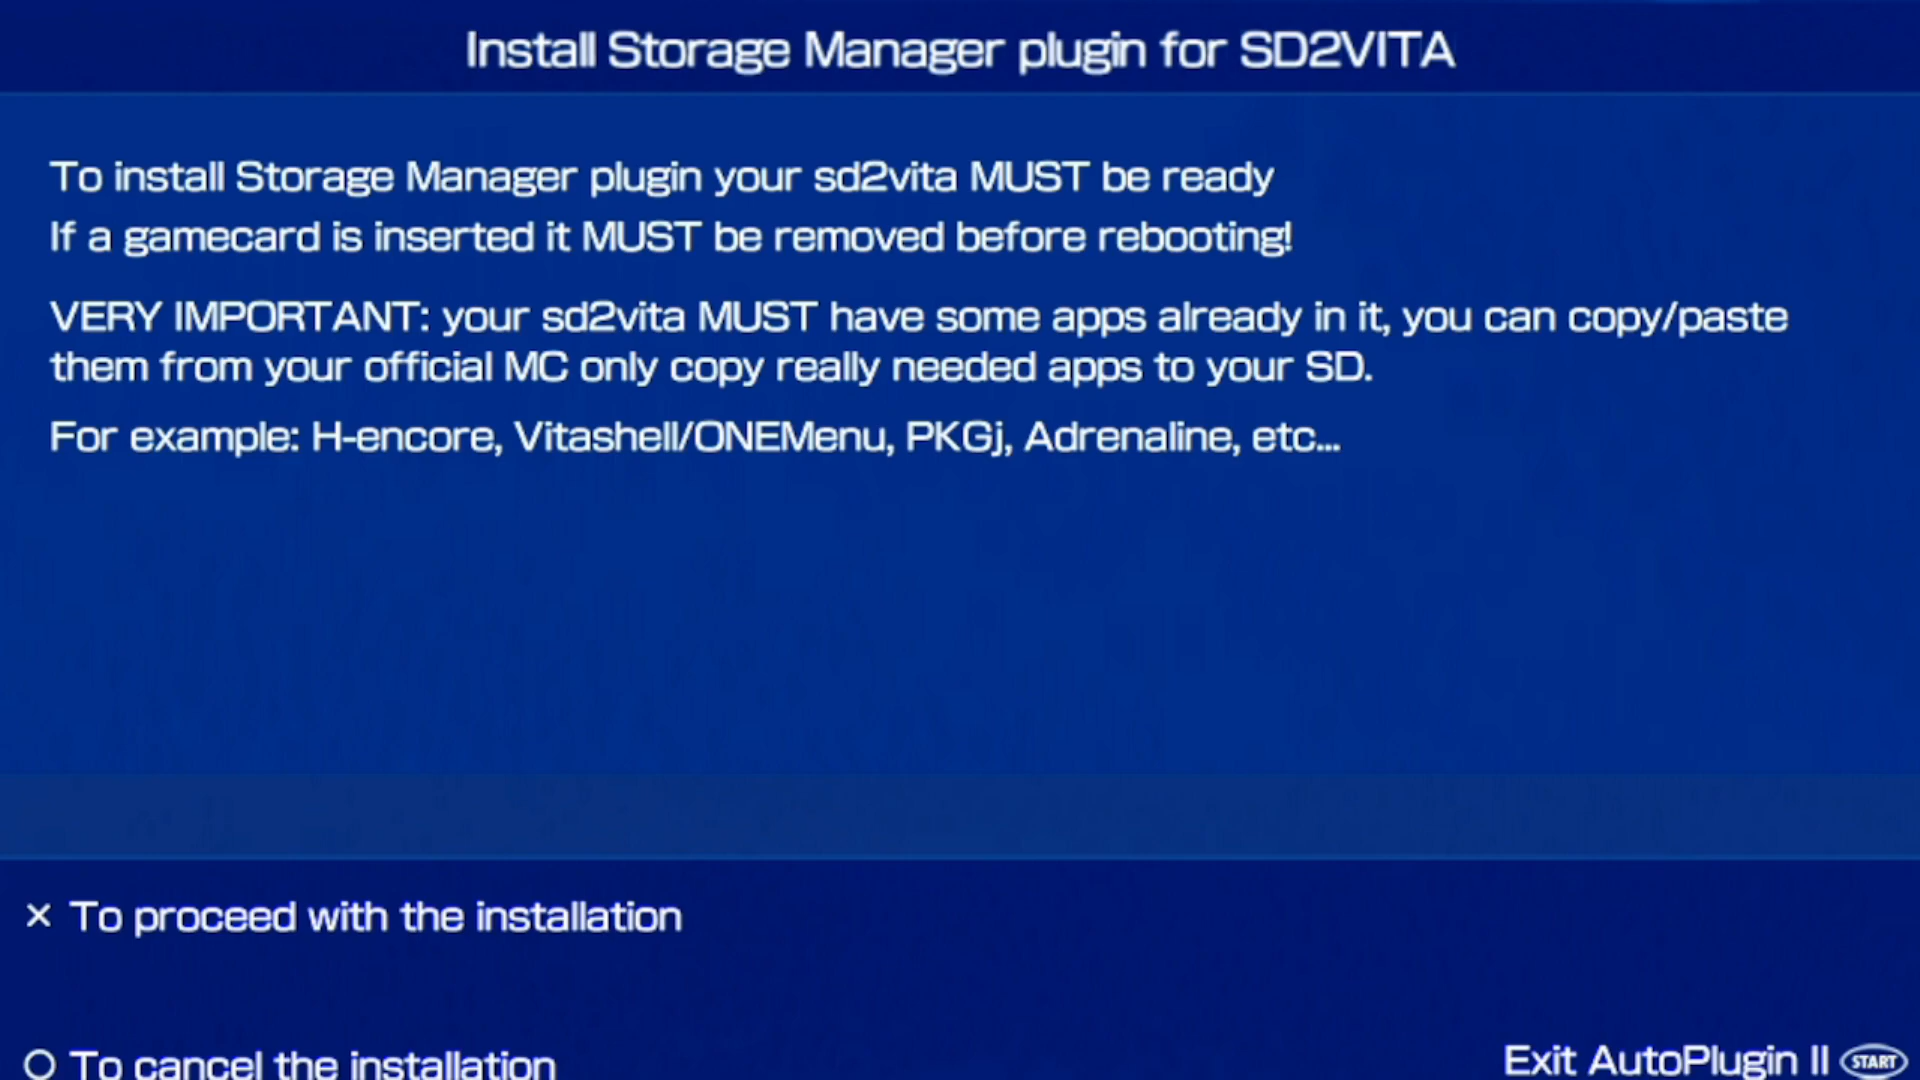 Install Storage Manager plugin for SD2VITA
To install Storage Manager plugin your sd2vita MUST be ready
If a gamecard is inserted it MUST be removed before rebooting!
VERY IMPORTANT: your sd2vita MUST have some apps already in it, you can copy/paste
them from your official MC only copy really needed apps to your SD.
For example: H-encore, Vitashell/ONEMenu, PKGj, Adrenaline, etc...
× To proceed with the installation
○ To cancel the installation
Exit AutoPlugin II START